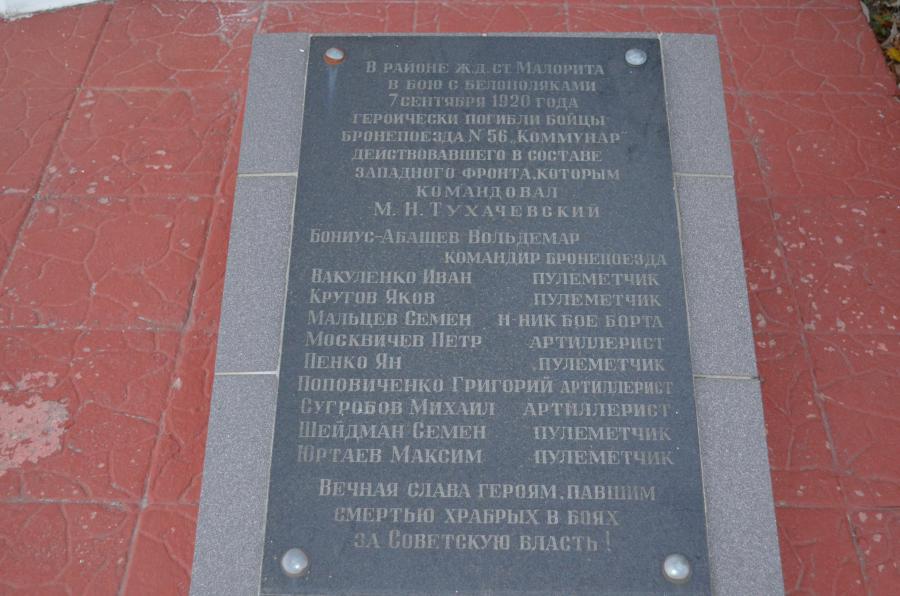 В РАЙОНЕ Ж.Д.СТ МАЛОРИТА
В БОЮ С БЕЛОПОЛЯКАМИ
7 СЕНТЯБРЯ 1920 ГОДА
ГЕРОИЧЕСКИ ПОГИБЛИ БОЙЦЫ
БРОНЕПОЕЗДА N 56 „КОММУНАР"
ДЕЙСТВОВАВШЕГО В СОСТАВЕ
ЗАПАДНОГО ФРОНТА, КОТОРЫМ
КОМАНДОВАЛ
М. Н. ТУХАЧЕВСКИЙ
БОНИУС-АБАШЕВ ВОЛЬДЕМАР
КОМАНДИР БРОНЕПОЕЗДА
ВАКУЛЕНКО ИВАН ПУЛЕМЕТЧИК
КРУГОВ ЯКОВ ПУЛЕМЕТЧИК
МАЛЬЦЕВ СЕМЕН Н-НИК БОЕ БОРТА
МОСКВИЧЕВ ПЕТР АРТИЛЛЕРИСТ
ПЕНКО ЯН ПУЛЕМЕТЧИК
ПОПОВИЧЕНКО ГРИГОРИЙ АРТИЛЛЕРИСТ
СУГРОБОВ МИХАИЛ АРТИЛЛЕРИСТ
ШЕЙДМАН СЕМЕН ПУЛЕМЕТЧИК
ЮРТАЕВ МАКСИМ ПУЛЕМЕТЧИК
ВЕЧНАЯ СЛАВА ГЕРОЯМ, ПАВШИМ
СМЕРТЬЮ ХРАБРЫХ В БОЯХ
ЗА СОВЕТСКУЮ ВЛАСТЬ!